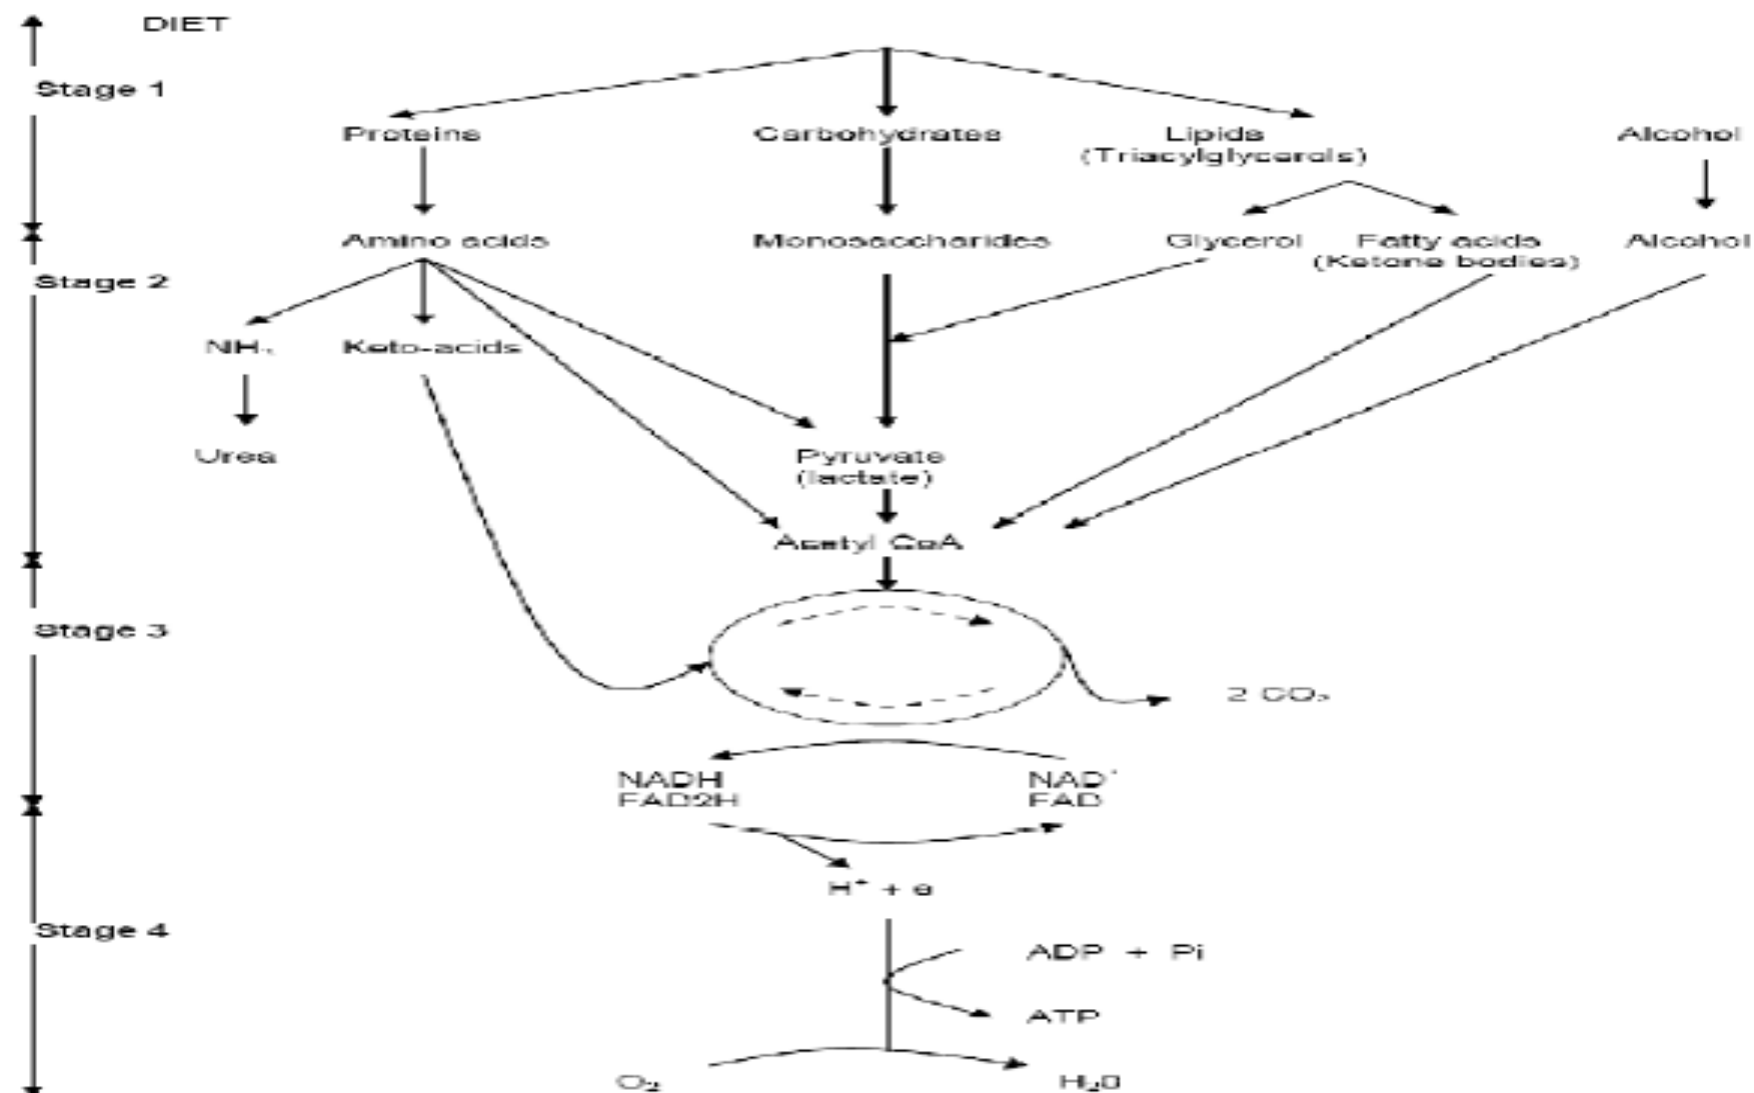 DIET
Stage 1
Proteins
Carbohydrates
Lipids
(Triacylglycerols)
Alcohol
Amino acids
Monosaccharides
Glycerol
Fatty acids
(Ketone bodies)
Alcohol
Stage 2
NH₃
Keto-acids
Urea
Pyruvate
(lactate)
Acetyl CoA
Stage 3
2 CO₂
NADH
FAD2H
NAD⁺
FAD
H⁺ + e
Stage 4
ADP + Pi
ATP
O₂
H₂0